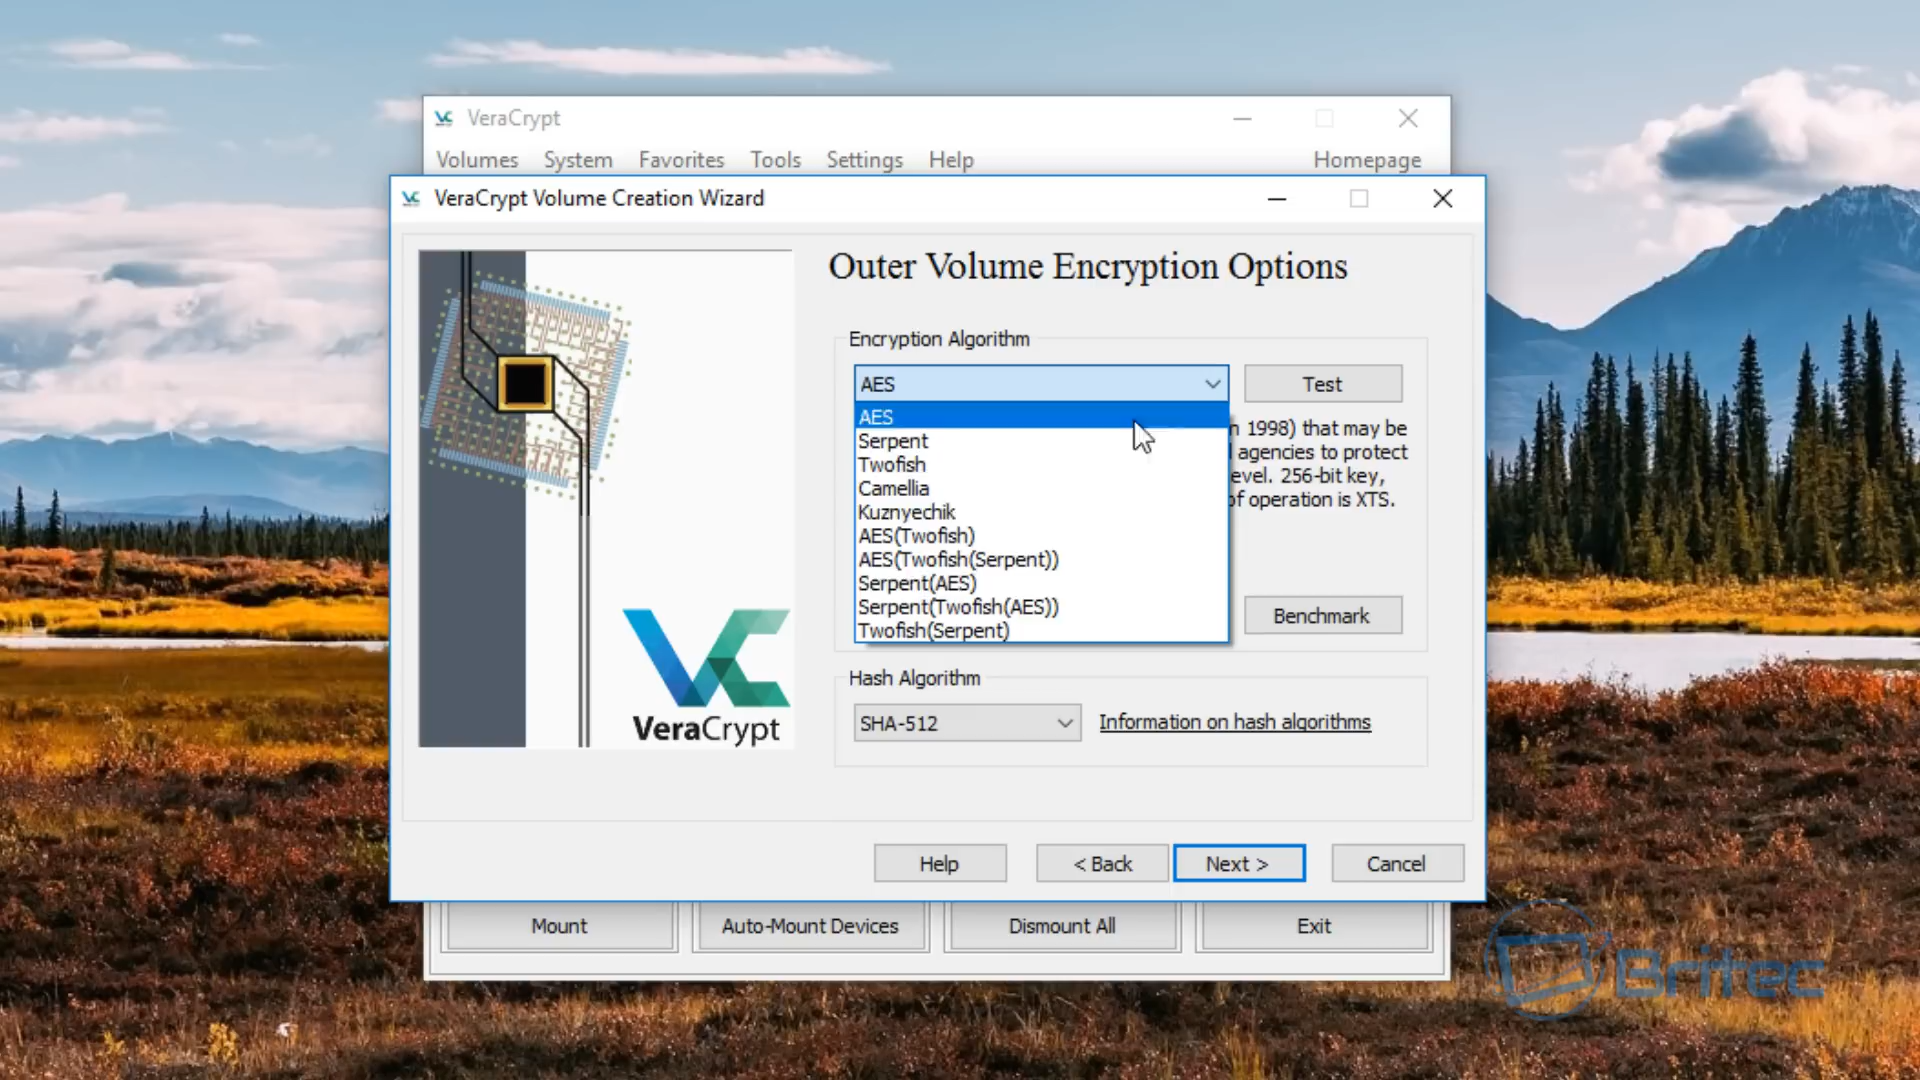 VeraCrypt
Volumes System Favorites Tools Settings Help Homepage
VeraCrypt Volume Creation Wizard
Outer Volume Encryption Options
Encryption Algorithm
AES
Test
AES
Serpent
Twofish
Camellia
Kuznyechik
AES(Twofish)
AES(Twofish(Serpent))
Serpent(AES)
Serpent(Twofish(AES))
Twofish(Serpent)
n 1998) that may be
agencies to protect
evel. 256-bit key,
of operation is XTS.
Benchmark
Hash Algorithm
SHA-512
Information on hash algorithms
VeraCrypt
Help < Back Next > Cancel
Mount Auto-Mount Devices Dismount All Exit
Britec